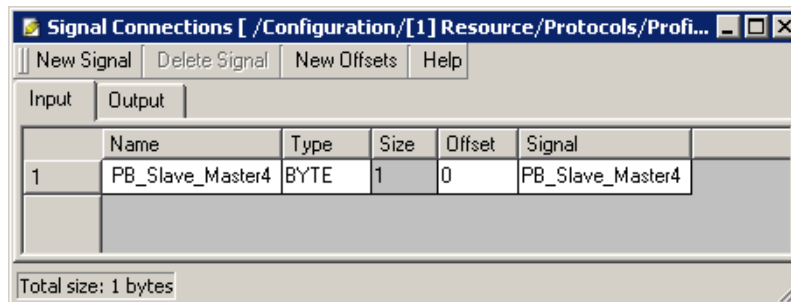 Signal Connections [ /Configuration/[1] Resource/Protocols/Profi...
New Signal Delete Signal New Offsets Help
Input Output
Name Type Size Offset Signal
1 PB_Slave_Master4 BYTE 1 0 PB_Slave_Master4
Total size: 1 bytes